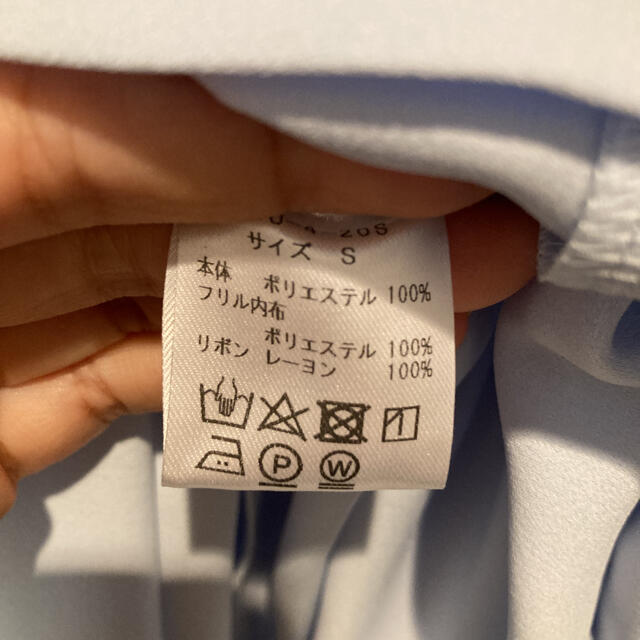 サイズ S
本体 ポリエステル 100%
フリル内布
ポリエステル 100%
リボン レーヨン 100%
P W